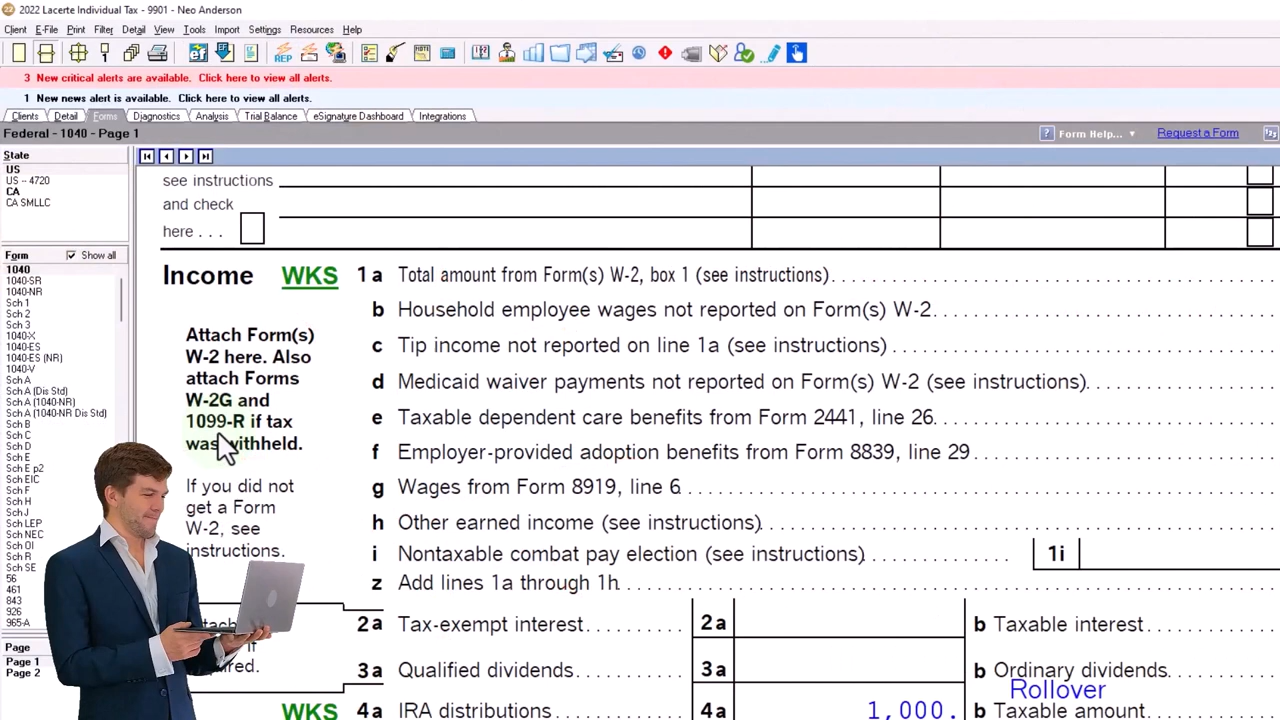 2022 Lacerte Individual Tax - 9901 - Neo Anderson
Client E-File Print Filter Detail View Tools Import Settings Resources Help
REP NOTE
3 New critical alerts are available. Click here to view all alerts.
1 New news alert is available. Click here to view all alerts.
Clients Detail Forms Diagnostics Analysis Trial Balance eSignature Dashboard Integrations
Federal - 1040 - Page 1 ? Form Help... Request a Form
State
US
US -- 4720
CA
CA SMLLC
Form Show all
1040
1040-SR
1040-NR
Sch 1
Sch 2
Sch 3
1040-X
1040-ES
1040-ES (NR)
1040-V
Sch A
Sch A (Dis Std)
Sch A (1040-NR)
Sch A (1040-NR Dis Std)
Sch B
Sch C
Sch D
Sch E
Sch E p2
Sch EIC
Sch F
Sch H
Sch J
Sch LEP
Sch NEC
Sch OI
Sch R
Sch SE
56
461
843
926
965-A
Page
Page 1
Page 2
see instructions
and check
here . . .
Income WKS
Attach Form(s)
W-2 here. Also
attach Forms
W-2G and
1099-R if tax
was withheld.
If you did not
get a Form
W-2, see
instructions.
1a Total amount from Form(s) W-2, box 1 (see instructions)
b Household employee wages not reported on Form(s) W-2
c Tip income not reported on line 1a (see instructions)
d Medicaid waiver payments not reported on Form(s) W-2 (see instructions)
e Taxable dependent care benefits from Form 2441, line 26
f Employer-provided adoption benefits from Form 8839, line 29
g Wages from Form 8919, line 6
h Other earned income (see instructions)
i Nontaxable combat pay election (see instructions) 1i
z Add lines 1a through 1h
2a Tax-exempt interest 2a b Taxable interest
3a Qualified dividends 3a b Ordinary dividends
Rollover
WKS 4a IRA distributions 4a 1,000. b Taxable amount